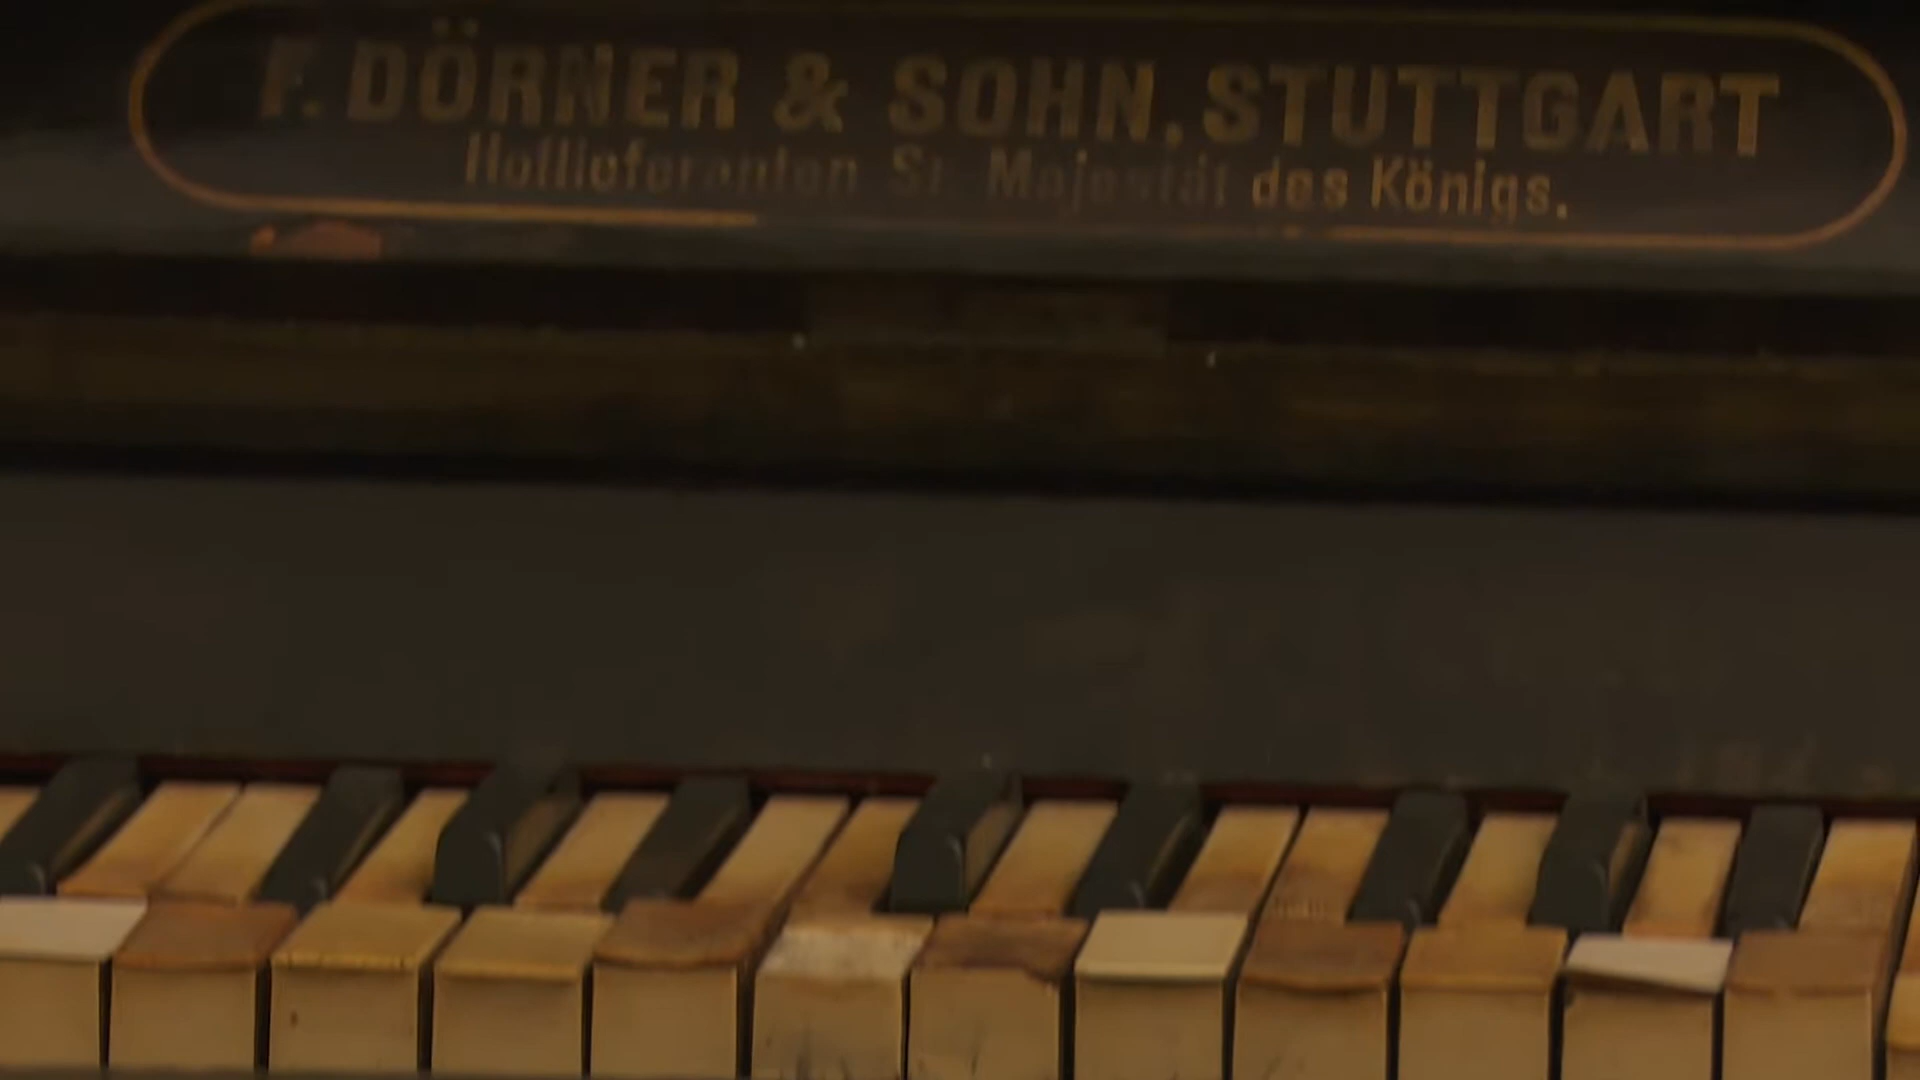 F. DÖRNER & SOHN, STUTTGART
Hoflieferanten Sr. Majestät des Königs.